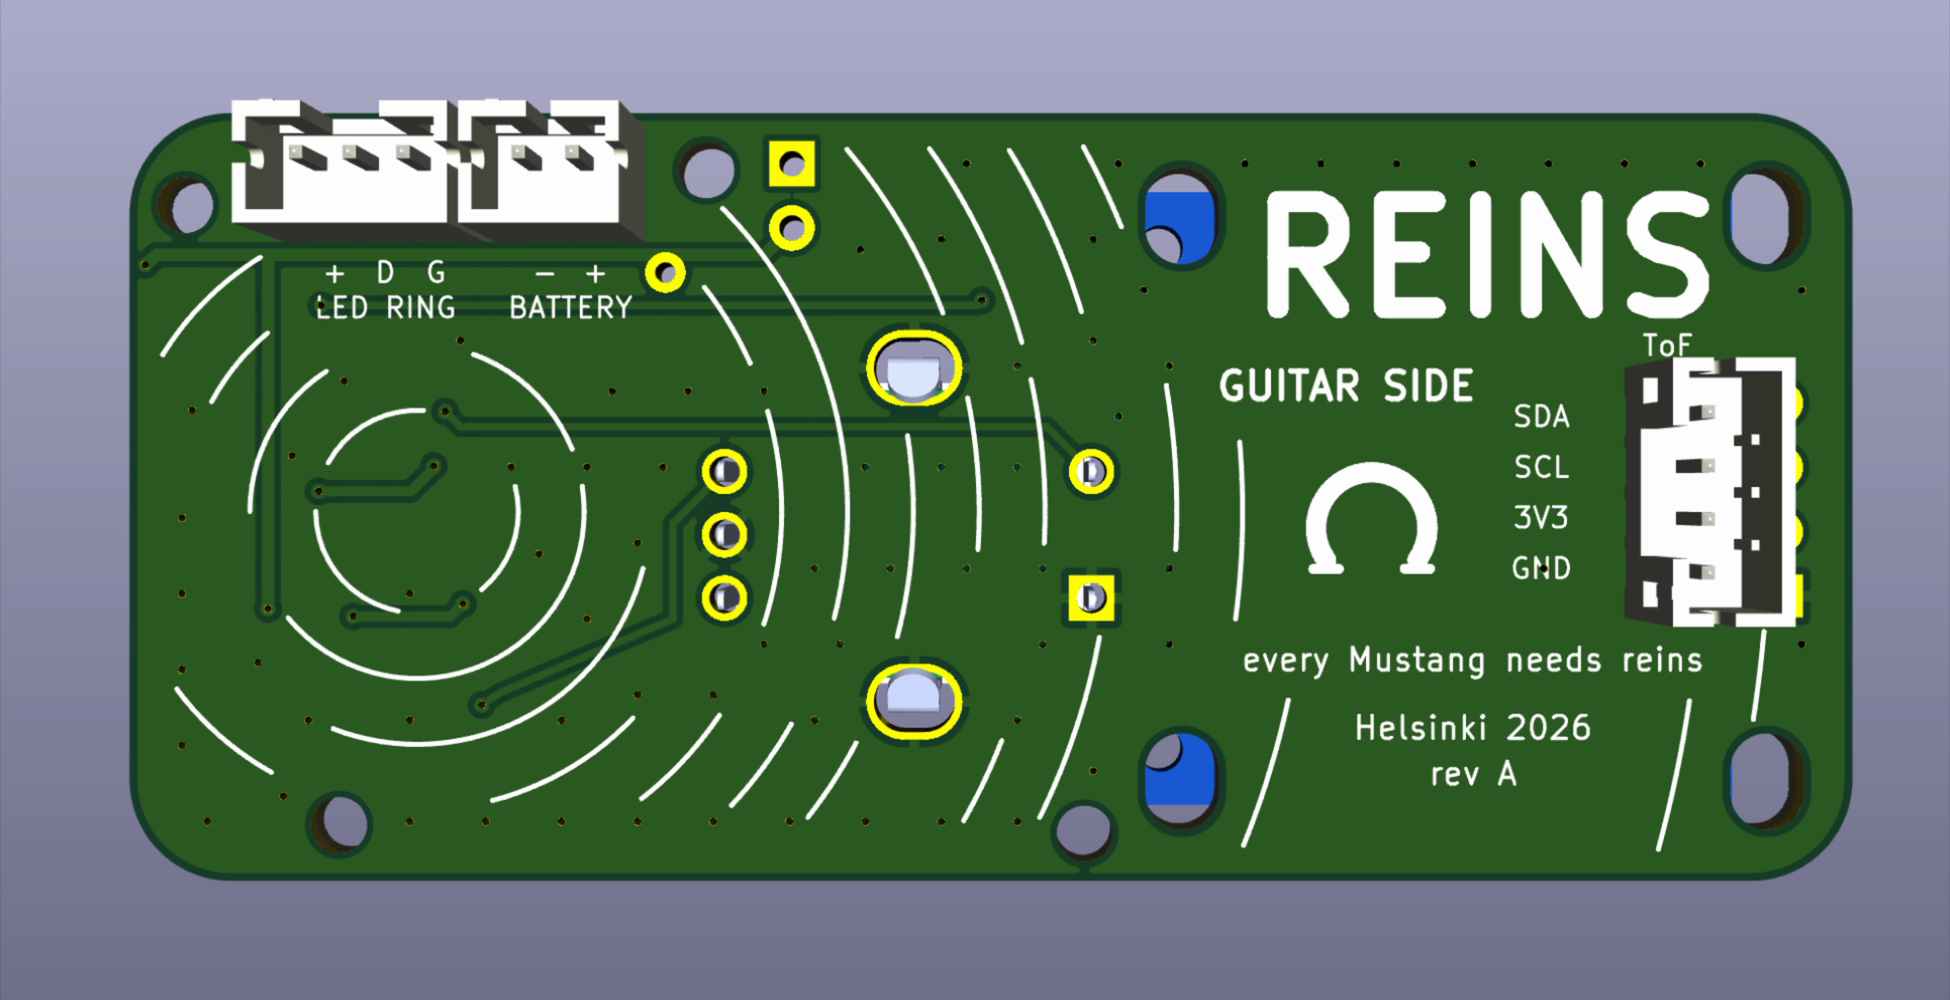 REINS
+ D G
LED RING
− +
BATTERY
ToF
GUITAR SIDE
SDA
SCL
3V3
GND
every Mustang needs reins
Helsinki 2026
rev A